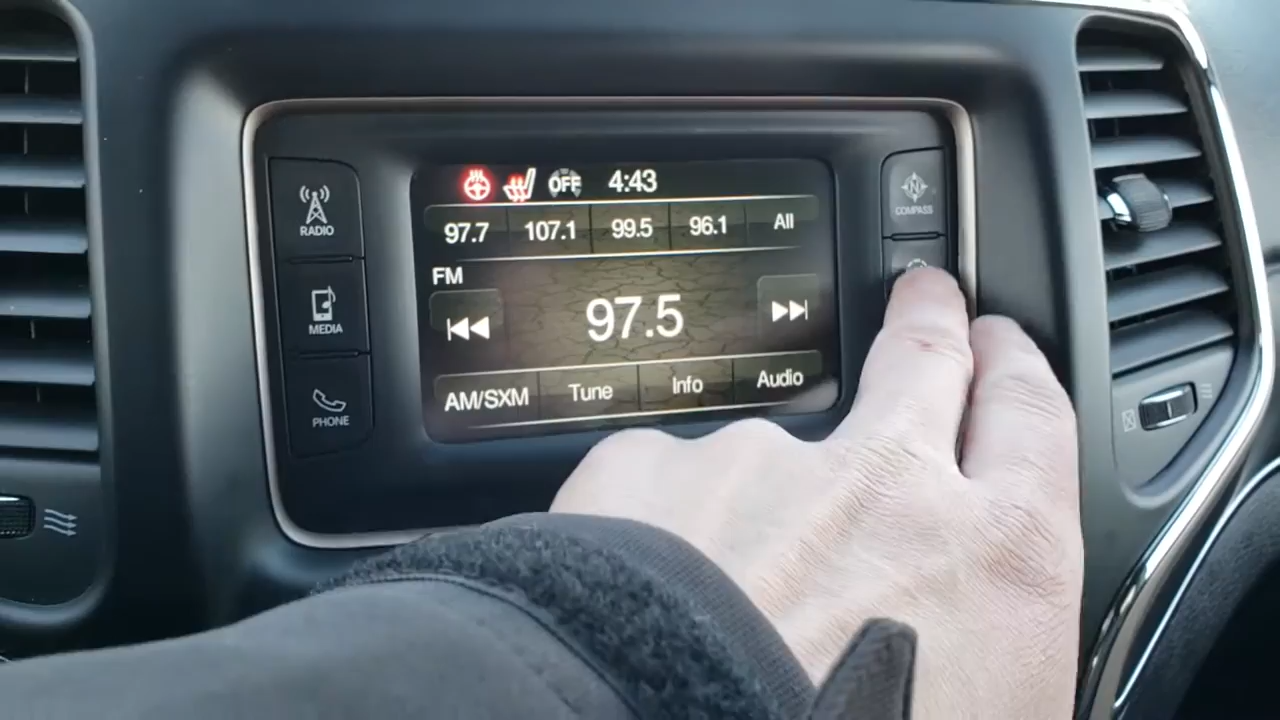 OFF 4:43
97.7 107.1 99.5 96.1 All
FM
97.5
AM/SXM Tune Info Audio
RADIO
MEDIA
PHONE
N
COMPASS